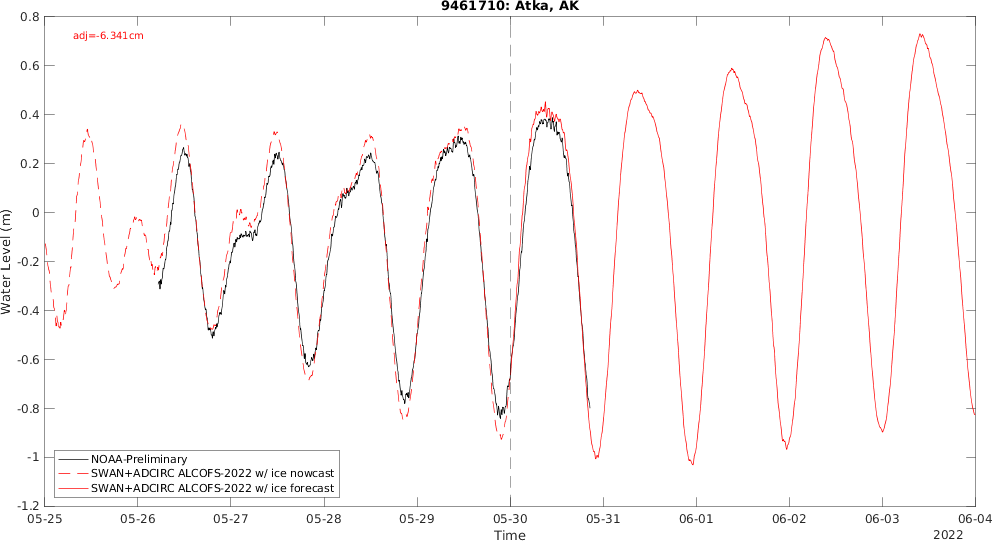 9461710: Atka, AK
adj=-6.341cm
0.8
0.6
0.4
0.2
0
-0.2
-0.4
-0.6
-0.8
-1
-1.2
Water Level (m)
NOAA-Preliminary
SWAN+ADCIRC ALCOFS-2022 w/ ice nowcast
SWAN+ADCIRC ALCOFS-2022 w/ ice forecast
05-25 05-26 05-27 05-28 05-29 05-30 05-31 06-01 06-02 06-03 06-04
Time
2022